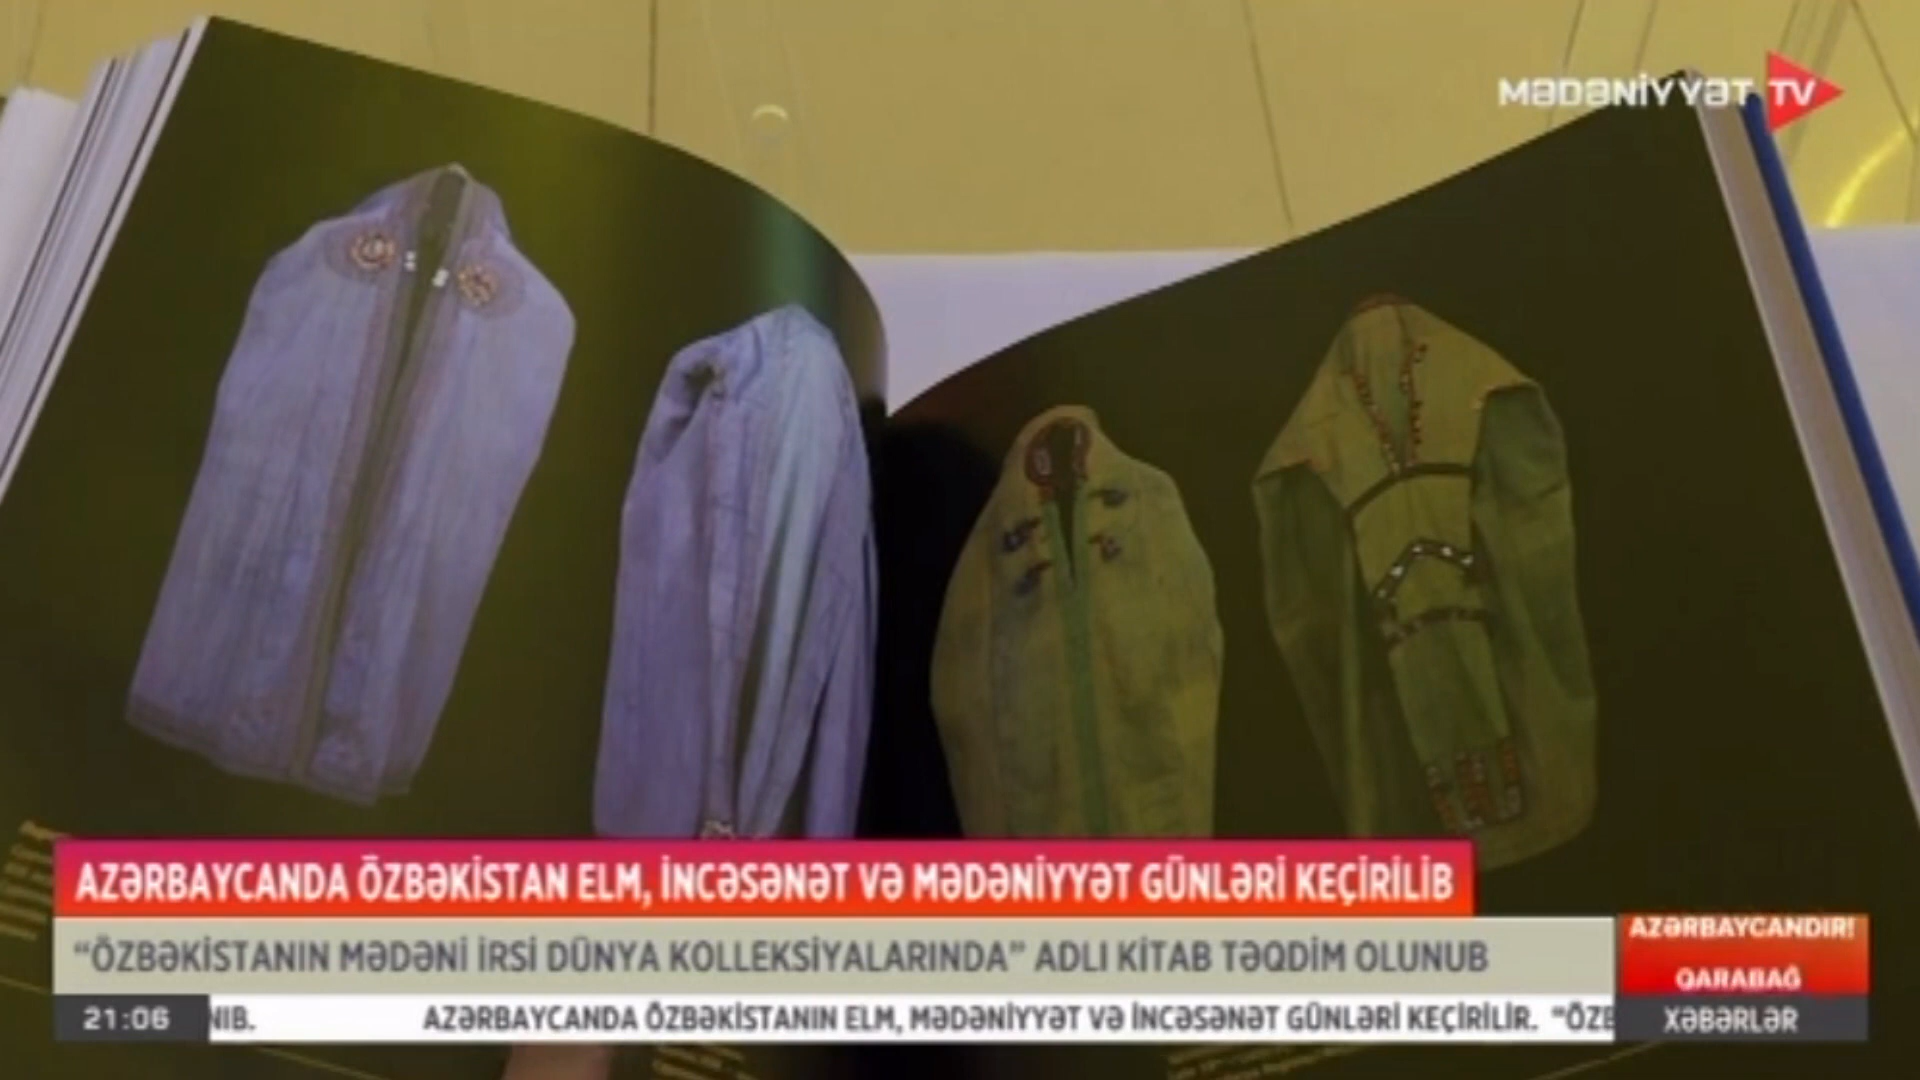 MƏDƏNİYYƏT TV
AZƏRBAYCANDA ÖZBƏKİSTAN ELM, İNCƏSƏNƏT VƏ MƏDƏNİYYƏT GÜNLƏRİ KEÇİRİLİB
“ÖZBƏKİSTANIN MƏDƏNİ İRSİ DÜNYA KOLLEKSİYALARINDA” ADLI KİTAB TƏQDİM OLUNUB
AZƏRBAYCANDIR!
QARABAĞ
21:06 NIB. AZƏRBAYCANDA ÖZBƏKİSTANIN ELM, MƏDƏNİYYƏT VƏ İNCƏSƏNƏT GÜNLƏRİ KEÇİRİLİR. “ÖZB XƏBƏRLƏR